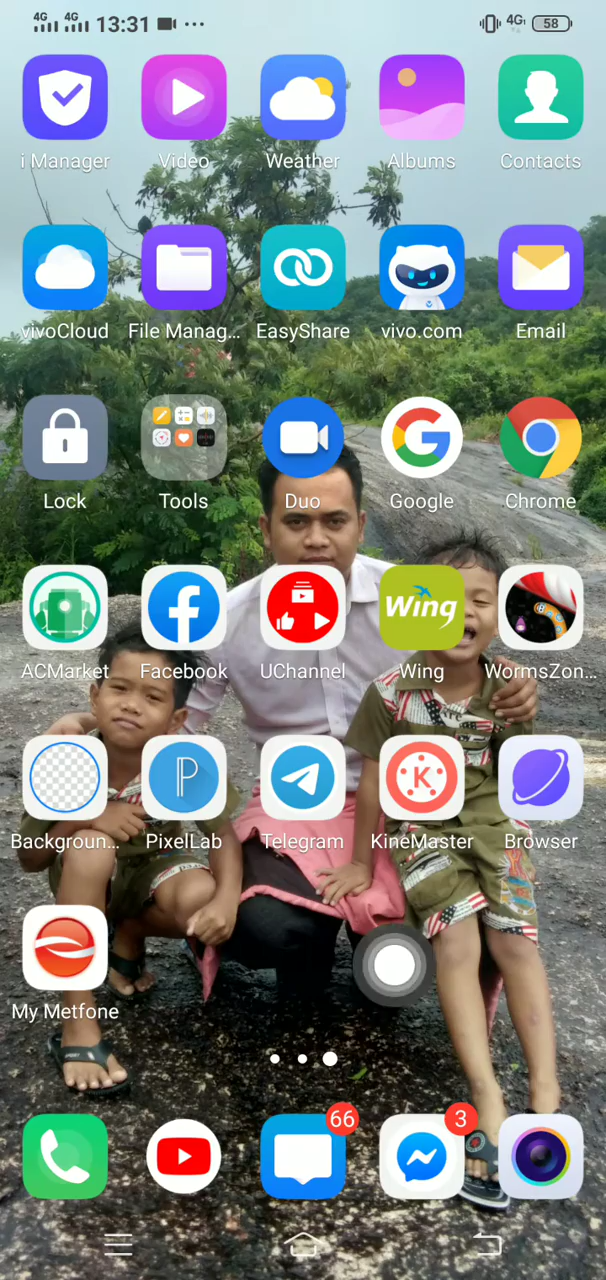 4G 4G 13:31 4G 58
i Manager Video Weather Albums Contacts
vivoCloud File Manag... EasyShare vivo.com Email
Lock Tools Duo Google Chrome
Wing
ACMarket Facebook UChannel Wing WormsZon...
Backgroun... PixelLab Telegram KineMaster Browser
My Metfone
66 3